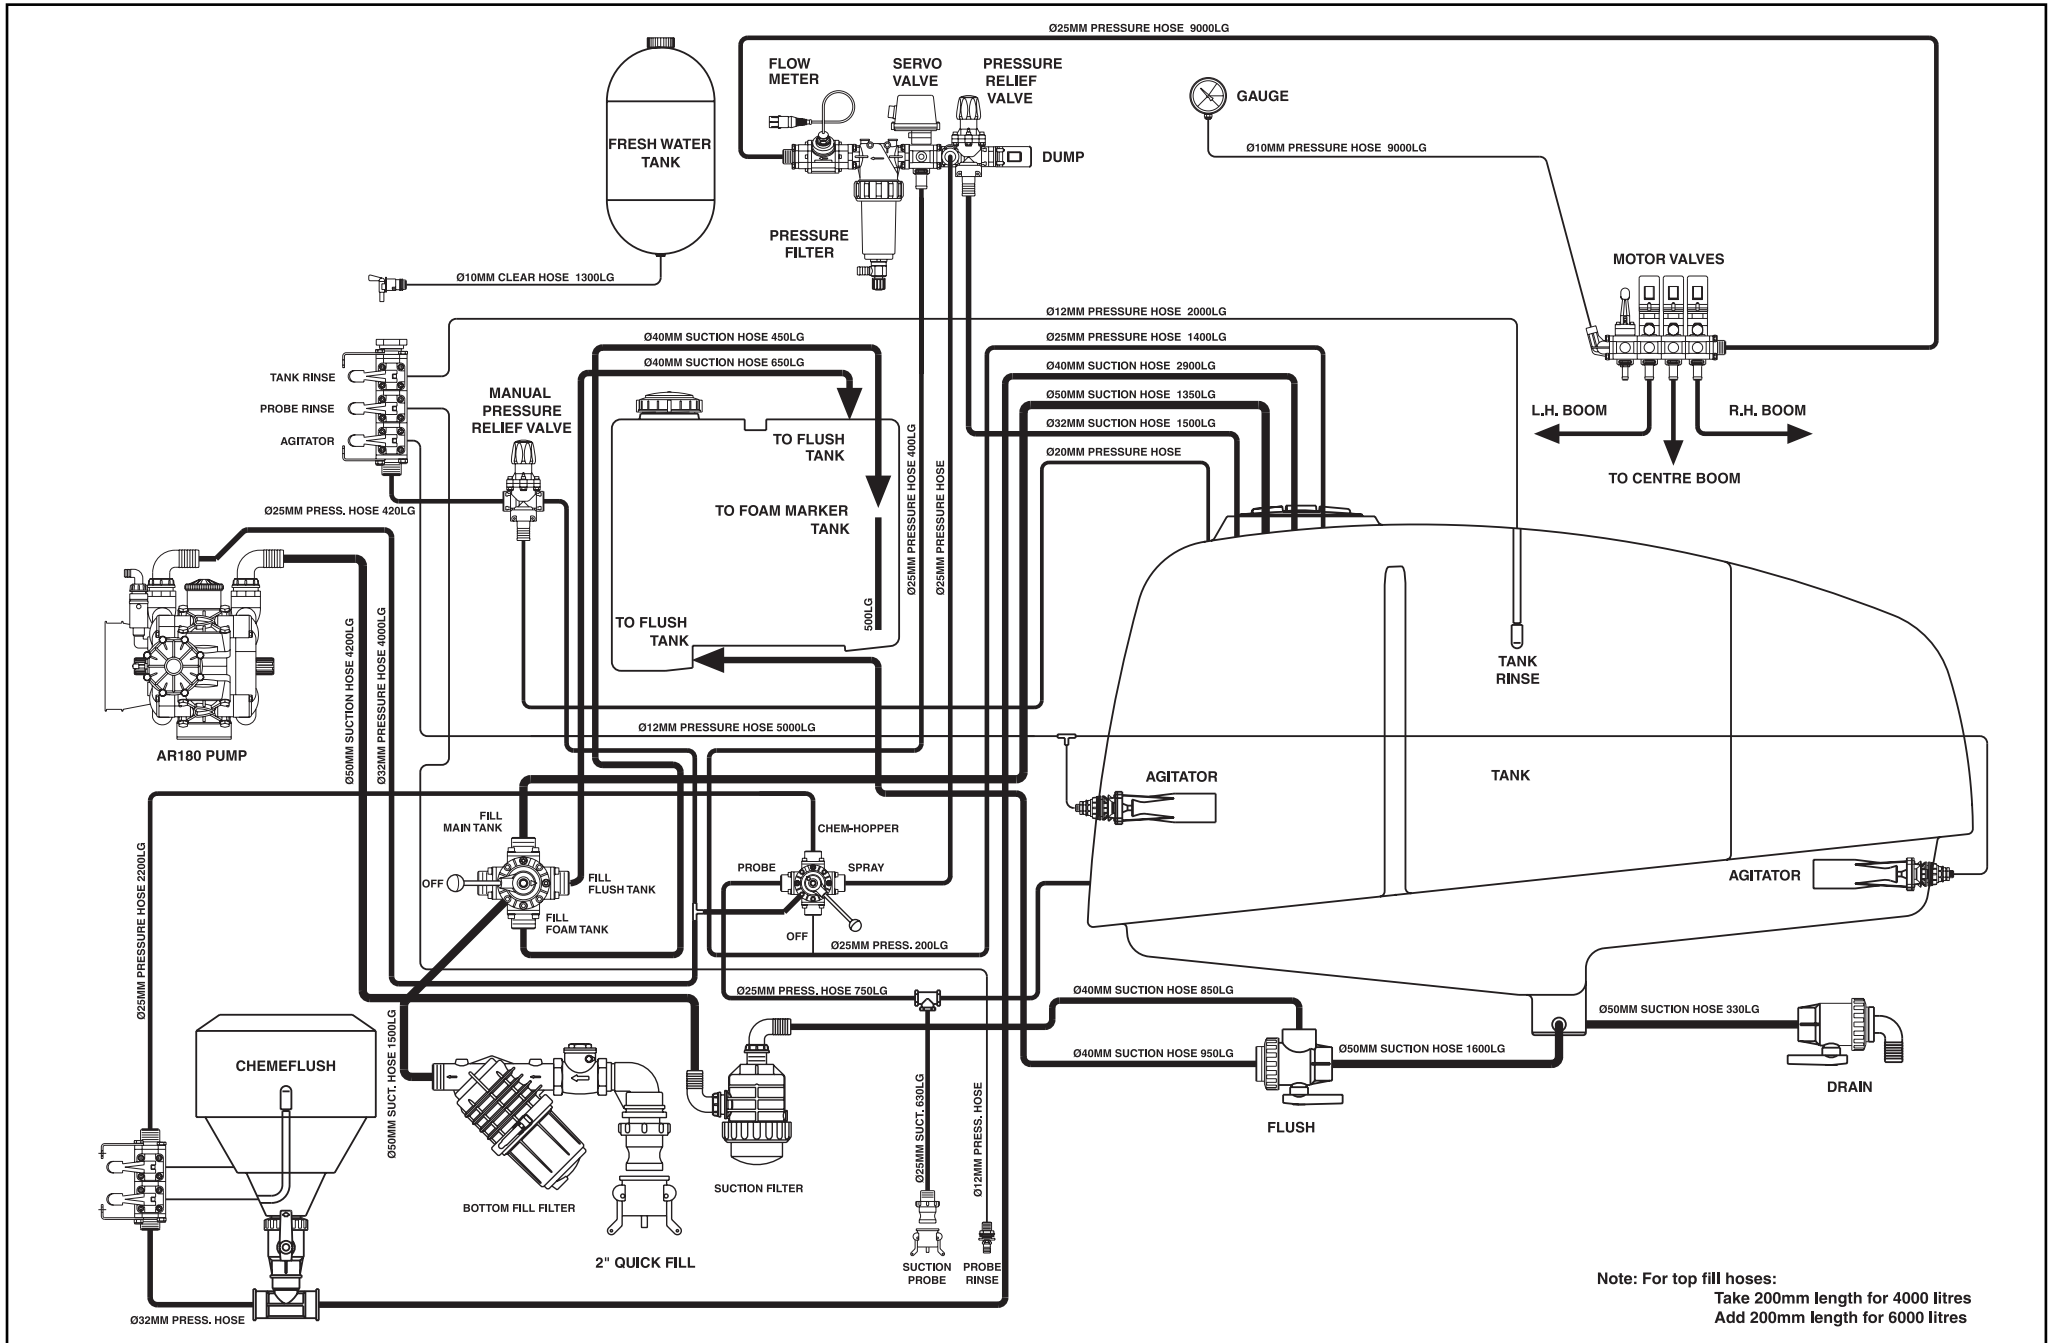 Ø25MM PRESSURE HOSE 9000LG
FLOW
METER
SERVO
VALVE
PRESSURE
RELIEF
VALVE
GAUGE
FRESH WATER
TANK
DUMP
Ø10MM PRESSURE HOSE 9000LG
PRESSURE
FILTER
MOTOR VALVES
Ø10MM CLEAR HOSE 1300LG
Ø12MM PRESSURE HOSE 2000LG
Ø40MM SUCTION HOSE 450LG
Ø25MM PRESSURE HOSE 1400LG
Ø40MM SUCTION HOSE 650LG
Ø40MM SUCTION HOSE 2900LG
TANK RINSE
PROBE RINSE
AGITATOR
MANUAL
PRESSURE
RELIEF VALVE
Ø50MM SUCTION HOSE 1350LG
Ø32MM SUCTION HOSE 1500LG
Ø20MM PRESSURE HOSE
L.H. BOOM
R.H. BOOM
TO CENTRE BOOM
TO FLUSH
TANK
Ø25MM PRESSURE HOSE 400LG
Ø25MM PRESSURE HOSE
Ø25MM PRESS. HOSE 420LG
TO FOAM MARKER
TANK
500LG
TO FLUSH
TANK
Ø50MM SUCTION HOSE 4200LG
Ø32MM PRESSURE HOSE 4000LG
TANK
RINSE
Ø12MM PRESSURE HOSE 5000LG
AR180 PUMP
AGITATOR
TANK
FILL
MAIN TANK
CHEM-HOPPER
PROBE
SPRAY
OFF
FILL
FLUSH TANK
AGITATOR
FILL
FOAM TANK
OFF
Ø25MM PRESS. 200LG
Ø25MM PRESSURE HOSE 2200LG
Ø25MM PRESS. HOSE 750LG
Ø40MM SUCTION HOSE 850LG
Ø50MM SUCTION HOSE 330LG
Ø50MM SUCT. HOSE 1500LG
CHEMEFLUSH
Ø40MM SUCTION HOSE 950LG
Ø50MM SUCTION HOSE 1600LG
DRAIN
Ø25MM SUCT. 630LG
Ø12MM PRESS. HOSE
FLUSH
SUCTION FILTER
BOTTOM FILL FILTER
2" QUICK FILL
SUCTION
PROBE
PROBE
RINSE
Ø32MM PRESS. HOSE
Note: For top fill hoses:
Take 200mm length for 4000 litres
Add 200mm length for 6000 litres